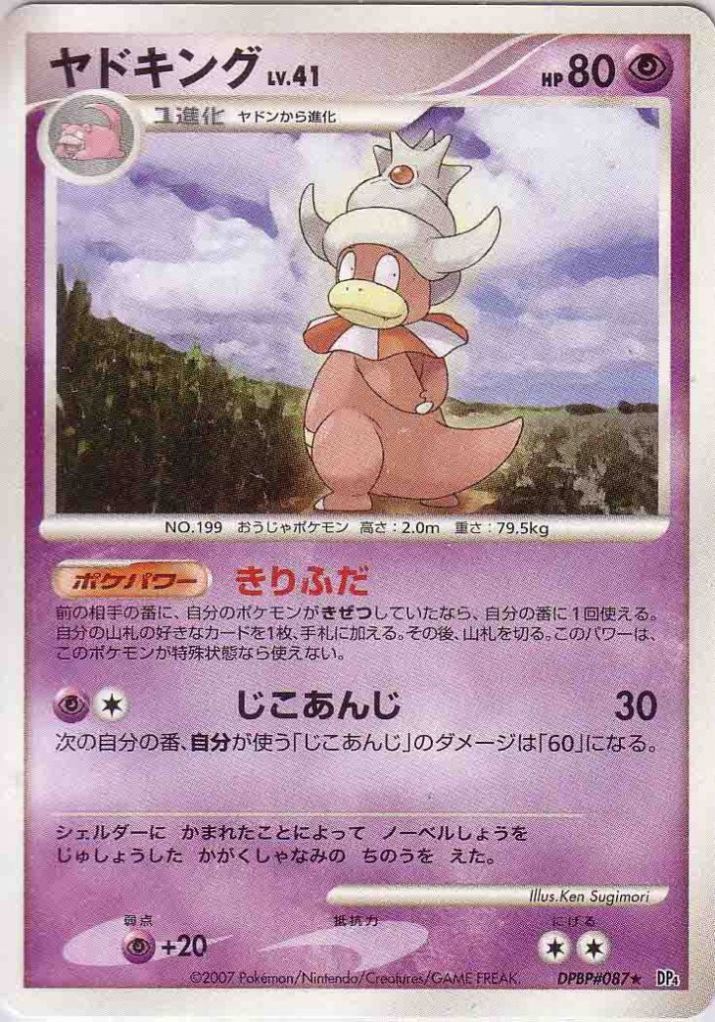 ヤドキング LV.41 HP 80
1進化 ヤドンから進化
NO.199 おうじゃポケモン 高さ:2.0m 重さ:79.5kg
ポケパワー きりふだ
前の相手の番に、自分のポケモンがきぜつしていたなら、自分の番に1回使える。
自分の山札の好きなカードを1枚、手札に加える。その後、山札を切る。このパワーは、
このポケモンが特殊状態なら使えない。
じこあんじ 30
次の自分の番、自分が使う「じこあんじ」のダメージは「60」になる。
シェルダーに かまれたことによって ノーベルしょうを
じゅしょうした かがくしゃなみの ちのうを えた。
Illus.Ken Sugimori
弱点 抵抗力 にげる
+20
©2007 Pokémon/Nintendo/Creatures/GAME FREAK. DPBP#087★ DP4